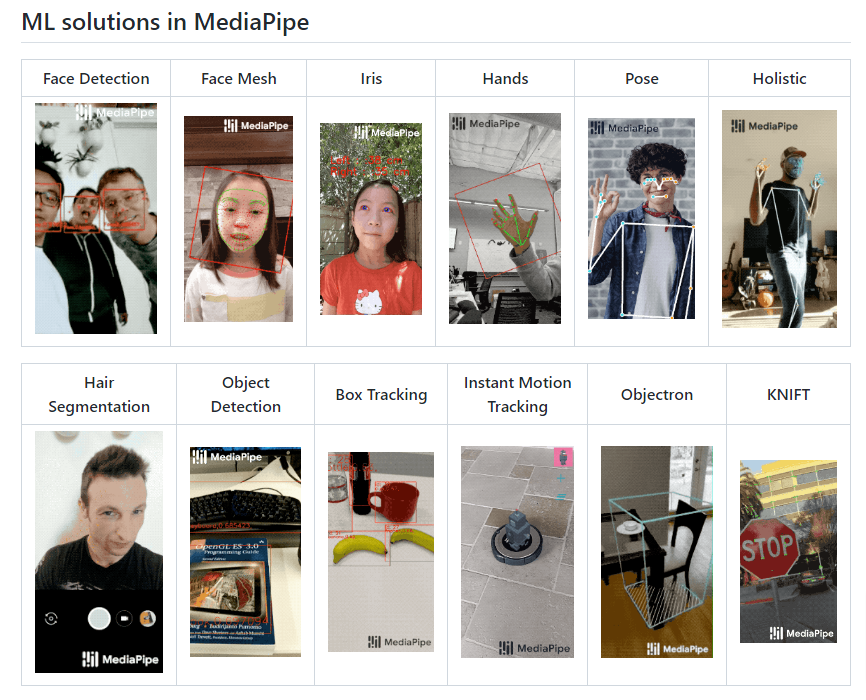 ML solutions in MediaPipe
Face Detection
Face Mesh
Iris
Hands
Pose
Holistic
MediaPipe
MediaPipe
MediaPipe
MediaPipe
MediaPipe
MediaPipe
Hair
Segmentation
Object
Detection
Box Tracking
Instant Motion
Tracking
Objectron
KNIFT
MediaPipe
OpenGL ES 3.0
Programming Guide
STOP
MediaPipe
MediaPipe
MediaPipe
MediaPipe
MediaPipe